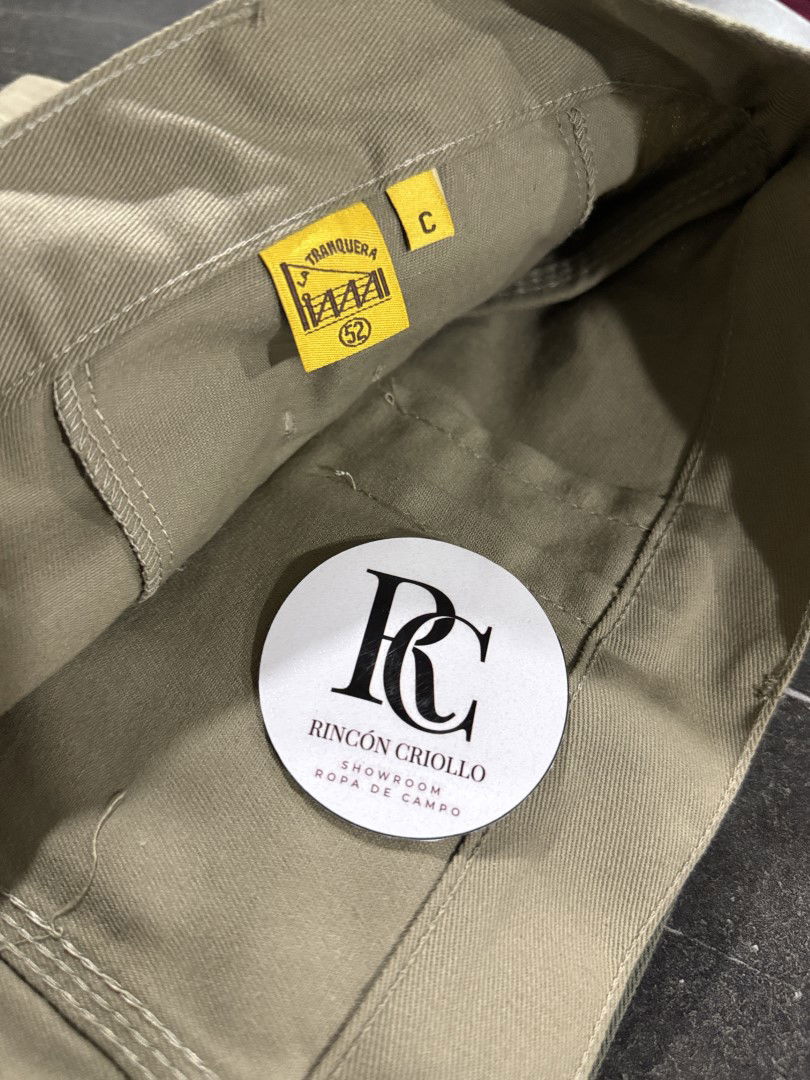 C
LA TRANQUERA
52
RC
RINCÓN CRIOLLO
SHOWROOM
ROPA DE CAMPO